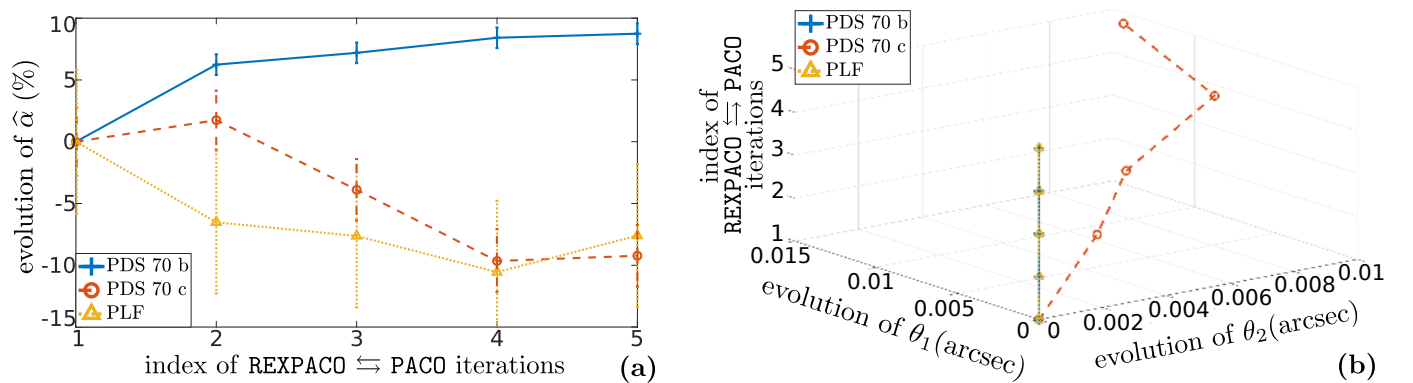 10
5
0
-5
-10
-15
evolution of α̂ (%)
PDS 70 b
PDS 70 c
PLF
1 2 3 4 5
index of REXPACO ⇆ PACO iterations
(a)
PDS 70 b
PDS 70 c
PLF
index of
REXPACO ⇆ PACO
iterations
5
4
3
2
1
0.015
0.01
0.005
0
evolution of θ₁(arcsec)
0
0.002
0.004
0.006
0.008
0.01
evolution of θ₂(arcsec)
(b)